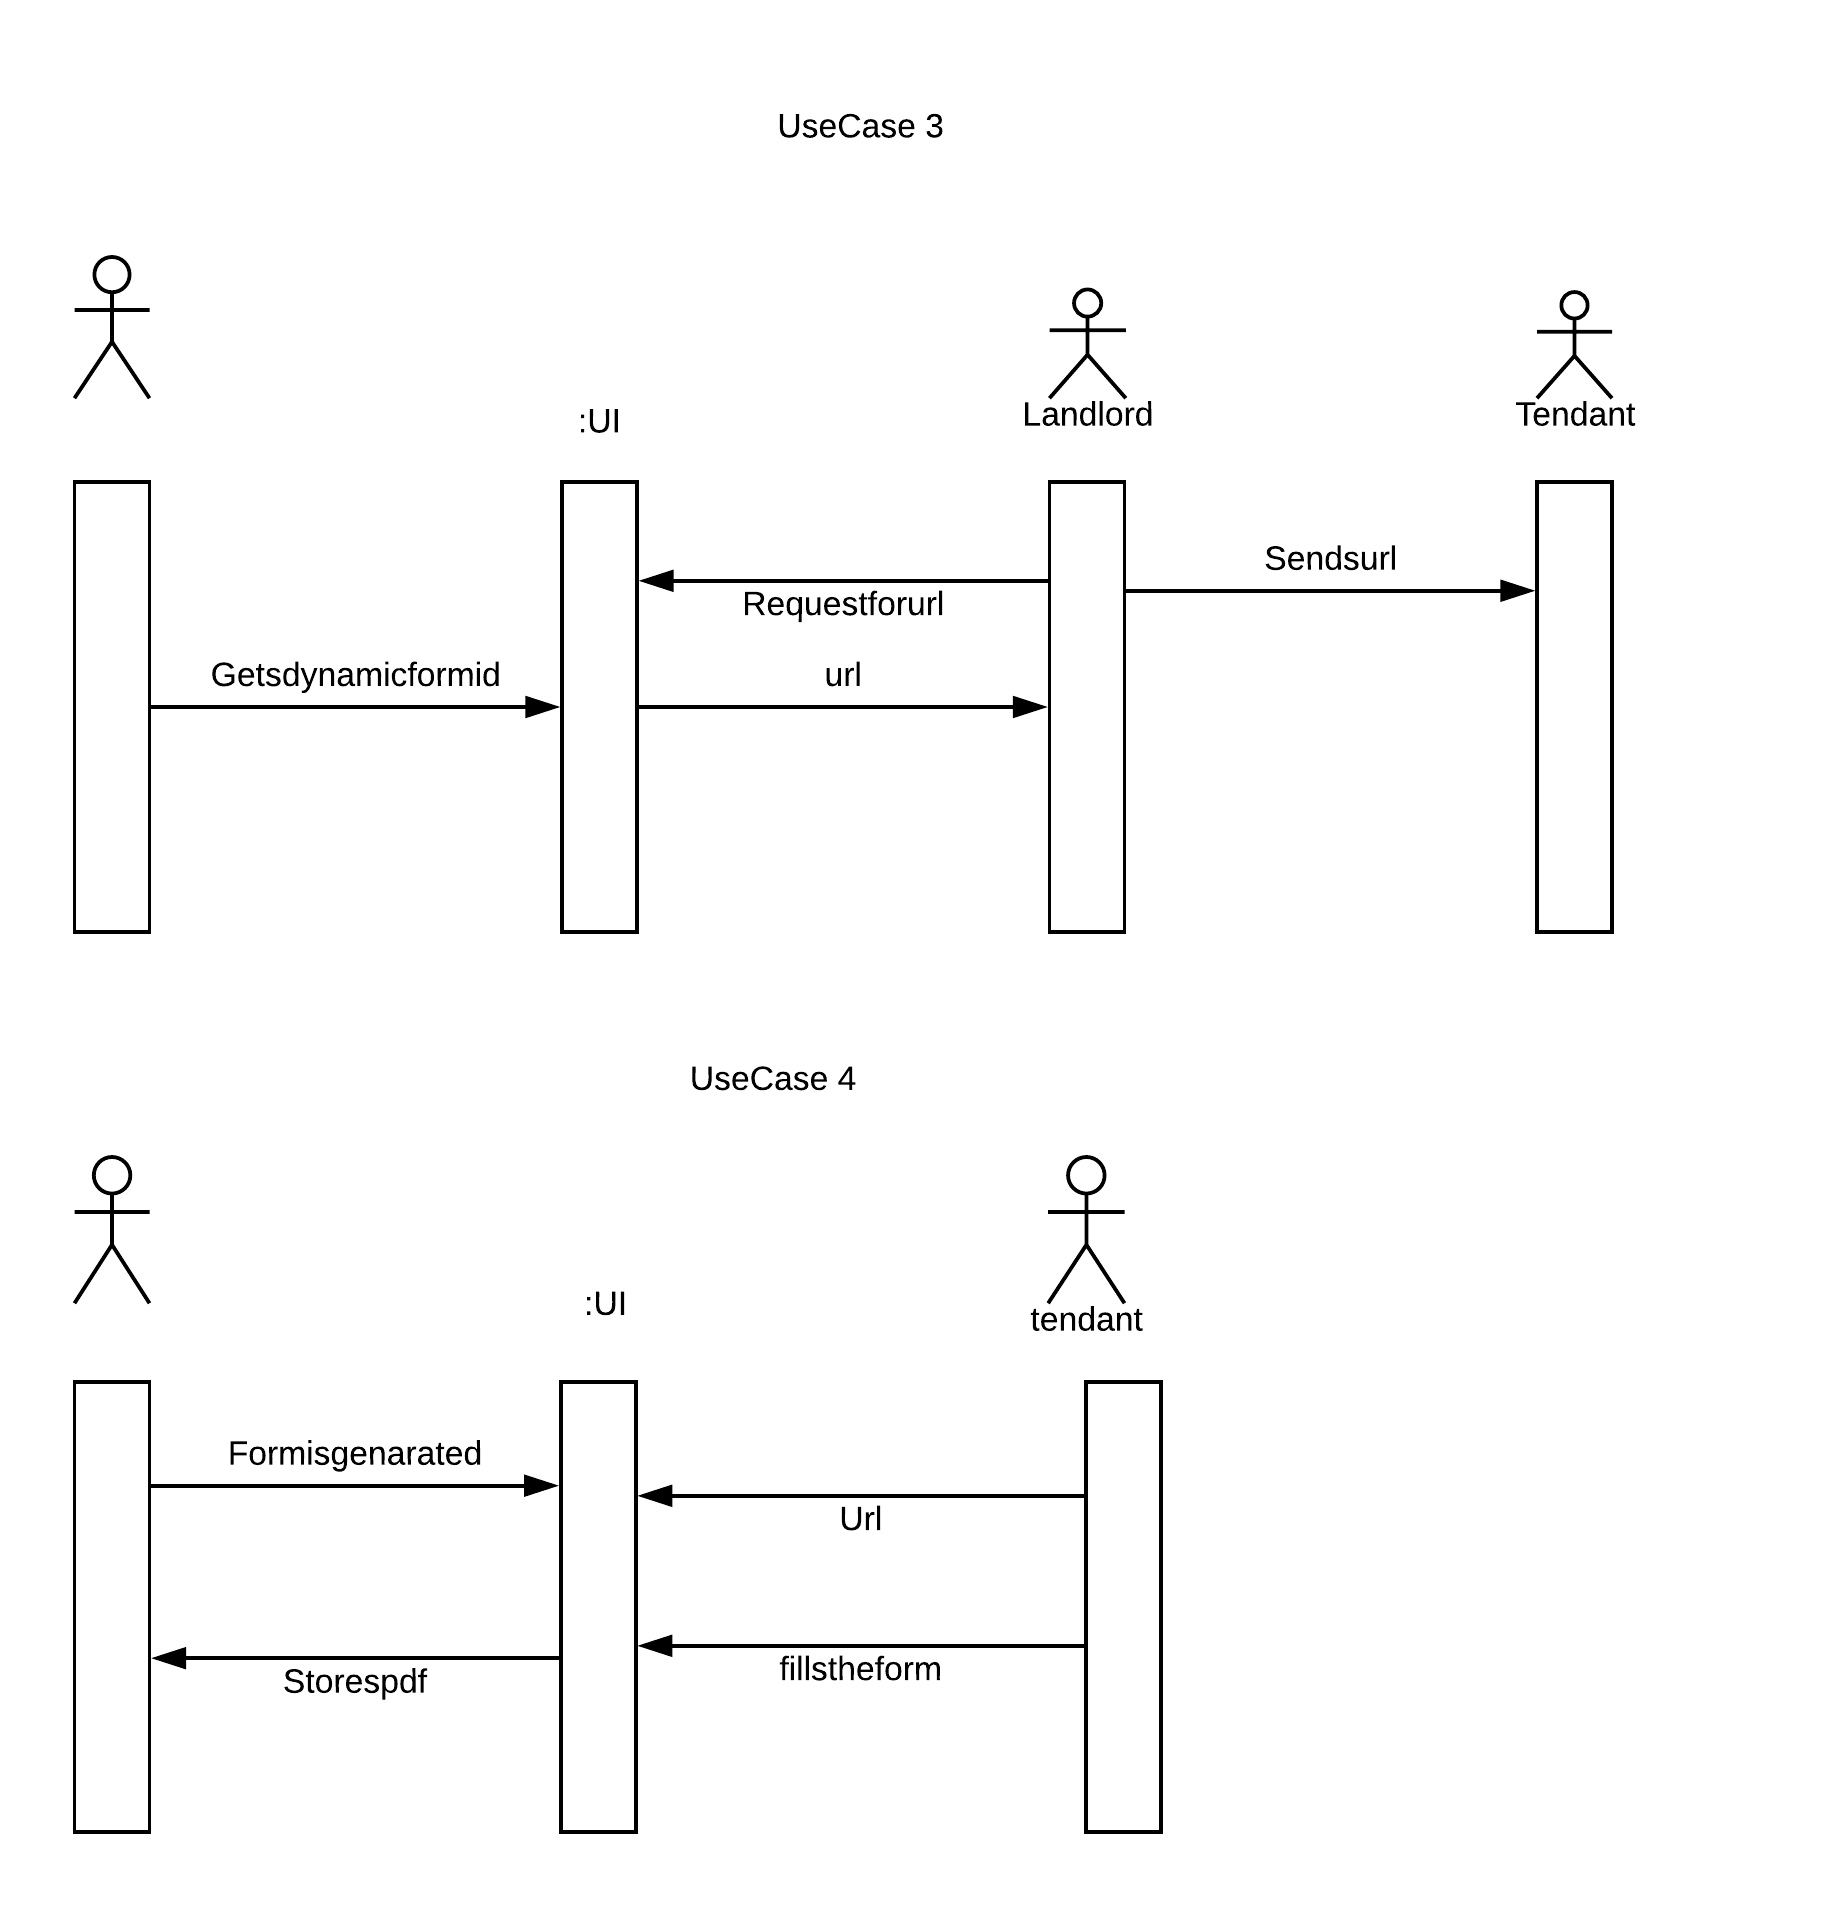 UseCase 3
:UI
Landlord
Tendant
Sendsurl
Requestforurl
Getsdynamicformid
url
UseCase 4
:UI
tendant
Formisgenarated
Url
Storespdf
fillstheform